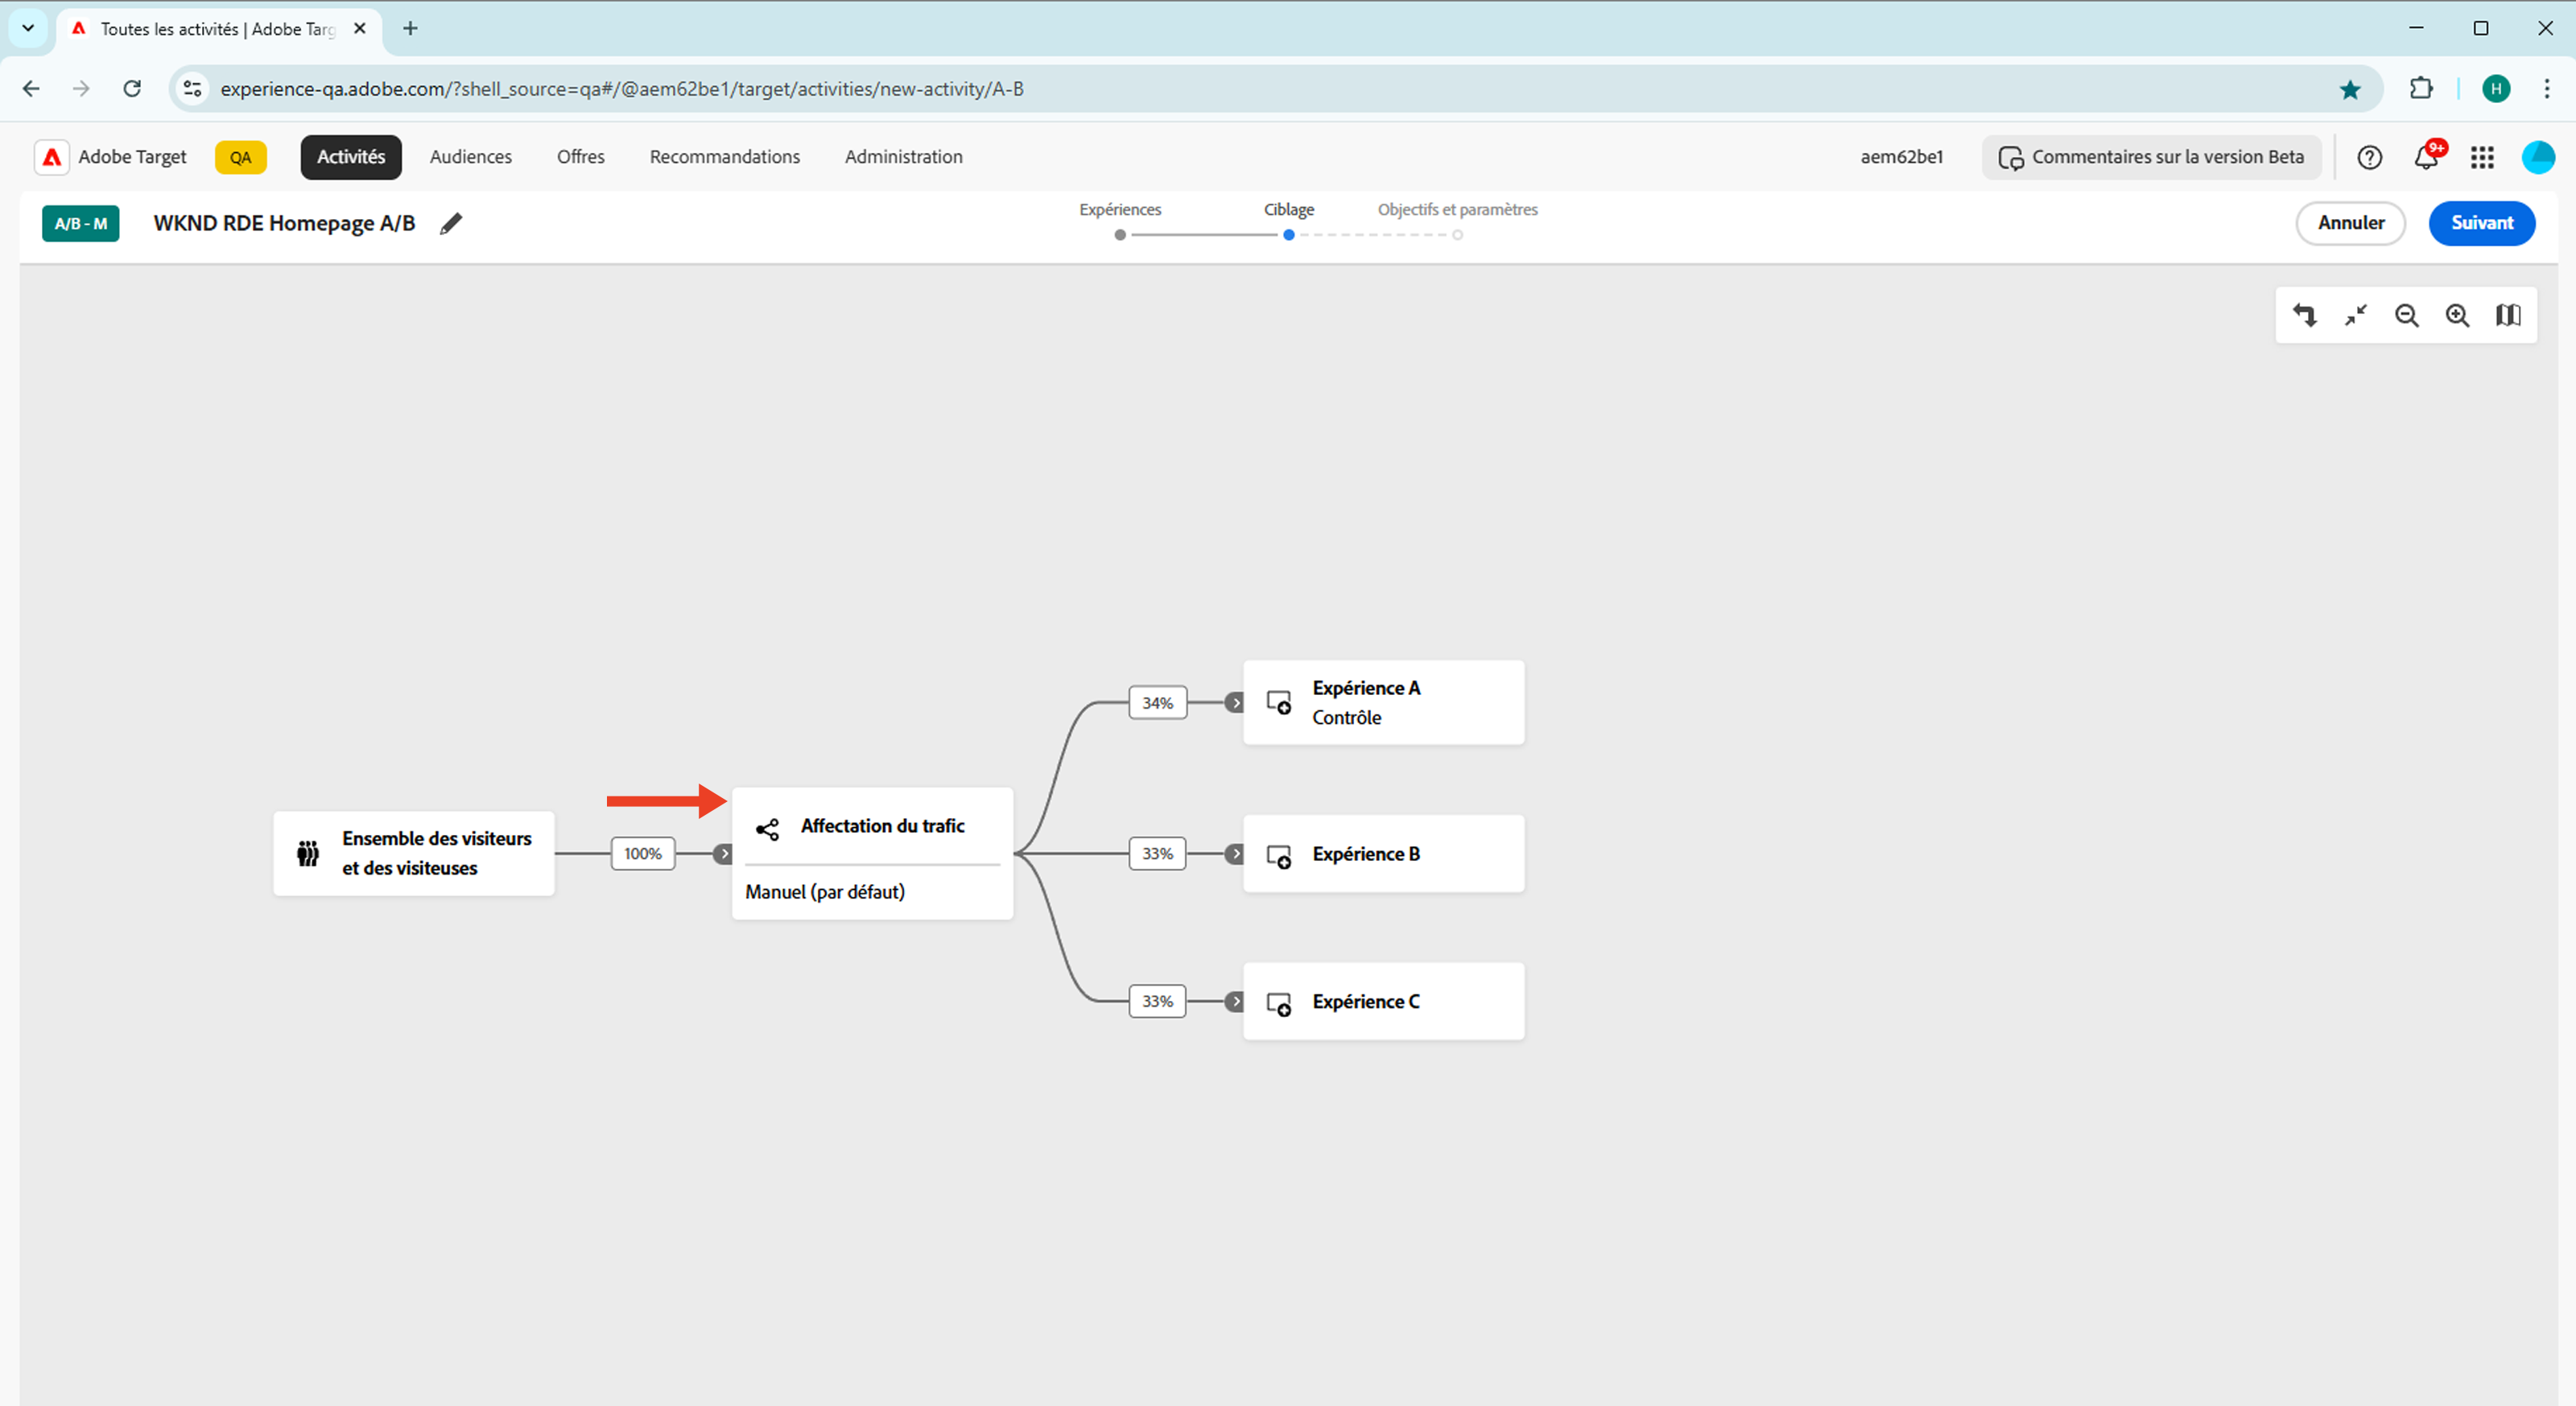 Toutes les activités | Adobe Targ
experience-qa.adobe.com/?shell_source=qa#/@aem62be1/target/activities/new-activity/A-B
H
Adobe Target
QA
Activités
Audiences
Offres
Recommandations
Administration
aem62be1
Commentaires sur la version Beta
9+
A/B - M
WKND RDE Homepage A/B
Expériences
Ciblage
Objectifs et paramètres
Annuler
Suivant
Ensemble des visiteurs
et des visiteuses
100%
Affectation du trafic
Manuel (par défaut)
34%
Expérience A
Contrôle
33%
Expérience B
33%
Expérience C